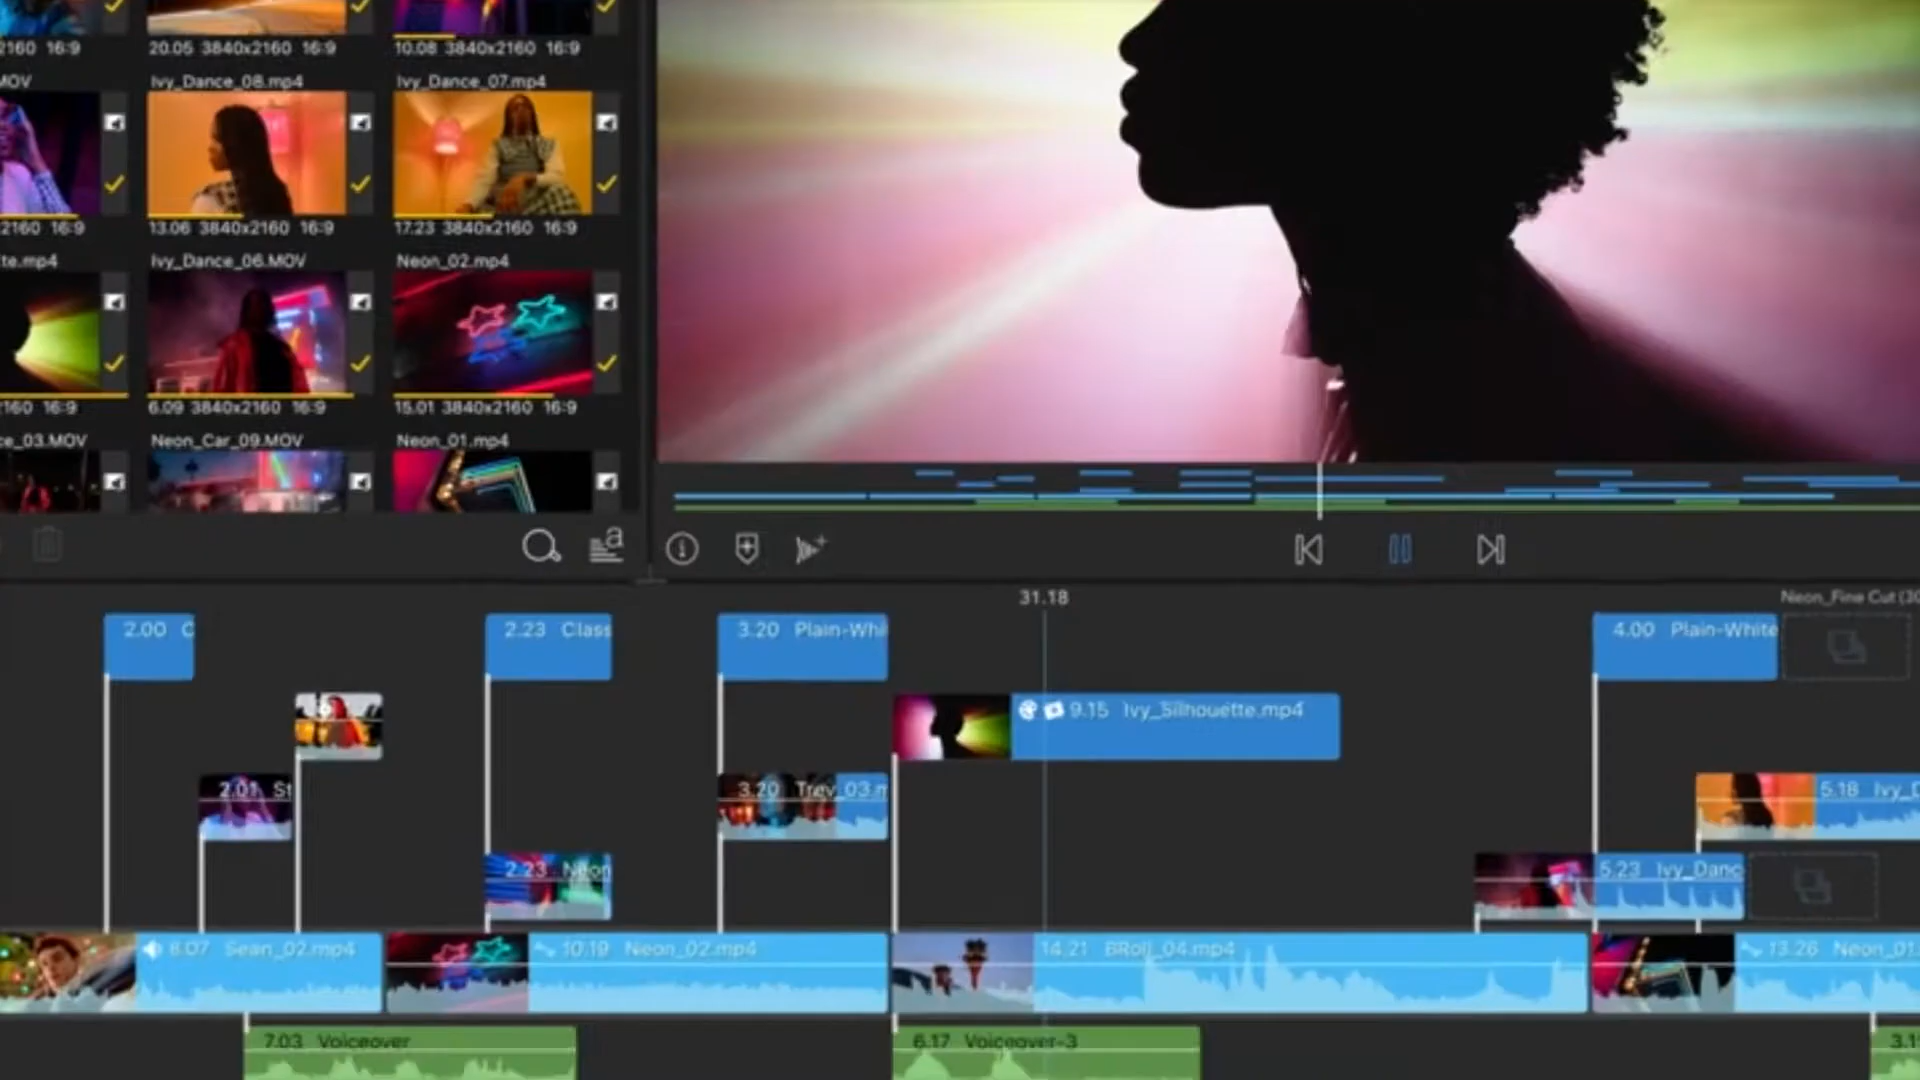 2160 16:9
20.05 3840x2160 16:9
10.08 3840x2160 16:9
MOV
Ivy_Dance_08.mp4
Ivy_Dance_07.mp4
2160 16:9
13.06 3840x2160 16:9
17.23 3840x2160 16:9
te.mp4
Ivy_Dance_06.MOV
Neon_02.mp4
160 16:9
6.09 3840x2160 16:9
15.01 3840x2160 16:9
ce_03.MOV
Neon_Car_09.MOV
Neon_01.mp4
a
31.18
Neon_Fine Cut (30
2.00 C
2.23 Class
3.20 Plain-Whi
4.00 Plain-White
9.15 Ivy_Silhouette.mp4
2.01 St
3.20 Trev_03.m
5.18 Ivy_D
2.23 Neon
5.23 Ivy_Danc
8.07 Sean_02.mp4
10.19 Neon_02.mp4
14.21 BRoll_04.mp4
13.26 Neon_01.
7.03 Voiceover
6.17 Voiceover-3
3.1